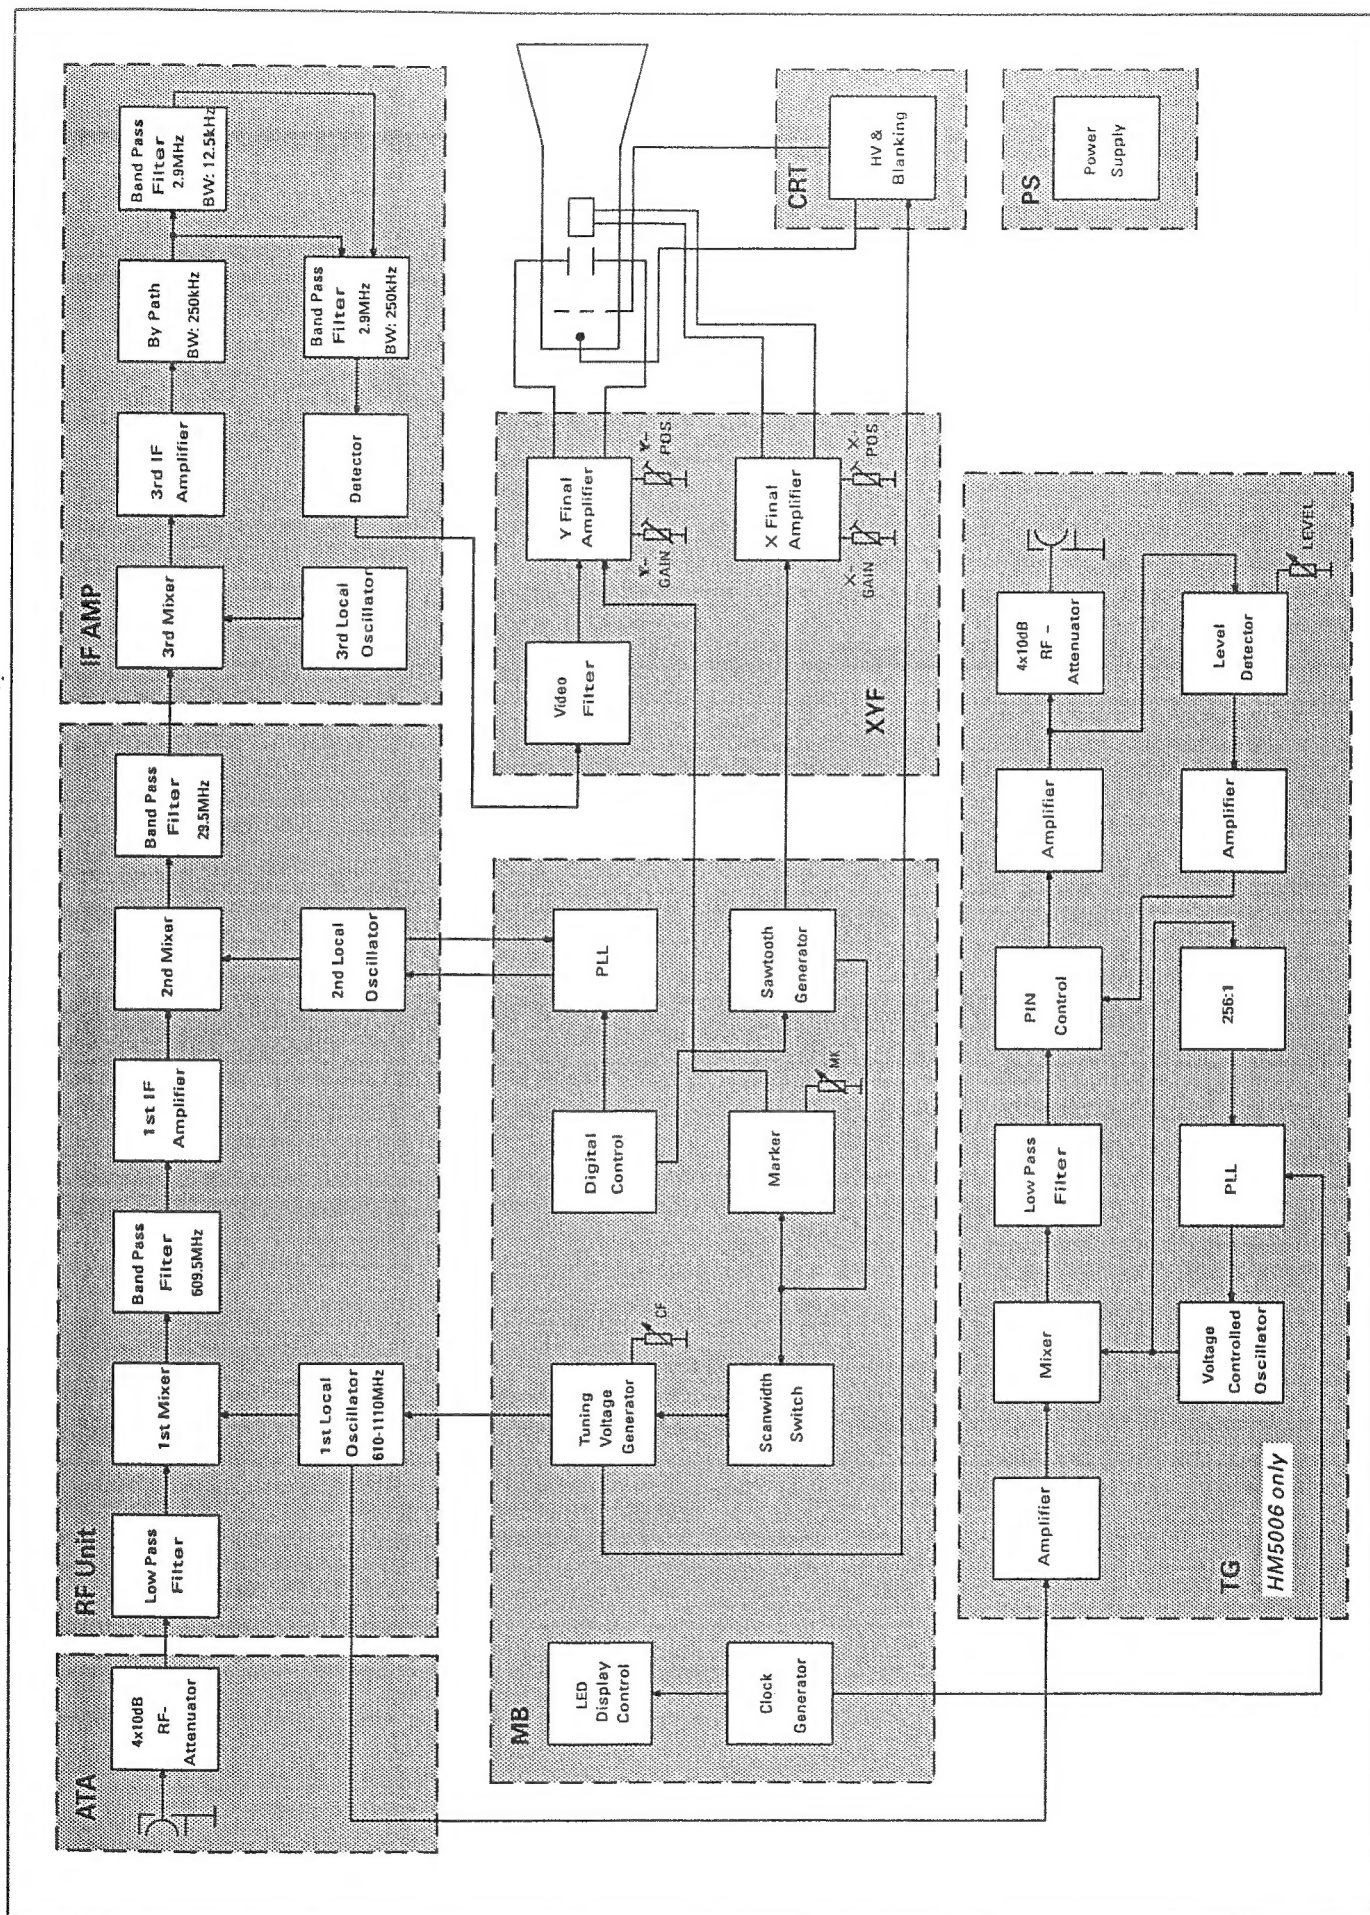 ATA
4x10dB
RF-
Attenuator
RF Unit
Low Pass
Filter
1st Mixer
Band Pass
Filter
609.5MHz
1st IF
Amplifier
2nd Mixer
Band Pass
Filter
29.5MHz
1st Local
Oscillator
610-1110MHz
2nd Local
Oscillator
IF AMP
3rd Mixer
3rd IF
Amplifier
By Path
BW: 250kHz
Band Pass
Filter
2.9MHz
BW: 12.5kHz
3rd Local
Oscillator
Detector
Band Pass
Filter
2.9MHz
BW: 250kHz
MB
LED
Display
Control
Clock
Generator
Tuning
Voltage
Generator
CF
Scanwidth
Switch
Digital
Control
Marker
MK
PLL
Sawtooth
Generator
XYF
Video
Filter
Y Final
Amplifier
Y-
GAIN
Y-
POS.
X Final
Amplifier
X-
GAIN
X-
POS.
CRT
HV &
Blanking
PS
Power
Supply
TG
HM5006 only
Amplifier
Mixer
Low Pass
Filter
PIN
Control
Amplifier
4x10dB
RF -
Attenuator
Voltage
Controlled
Oscillator
PLL
256:1
Amplifier
Level
Detector
LEVEL